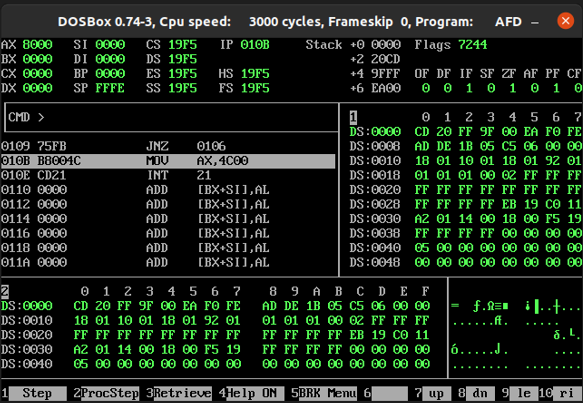 DOSBox 0.74-3, Cpu speed: 3000 cycles, Frameskip 0, Program: AFD
AX 8000 SI 0000 CS 19F5 IP 010B Stack +0 0000 Flags 7244
BX 0000 DI 0000 DS 19F5 +2 20CD
CX 0000 BP 0000 ES 19F5 HS 19F5 +4 9FFF OF DF IF SF ZF AF PF CF
DX 0000 SP FFFE SS 19F5 FS 19F5 +6 EA00 0 0 1 0 1 0 1 0
CMD >
1 0 1 2 3 4 5 6 7
DS:0000 CD 20 FF 9F 00 EA F0 FE
0109 75FB JNZ 0106 DS:0008 AD DE 1B 05 C5 06 00 00
010B B8004C MOV AX,4C00 DS:0010 18 01 10 01 18 01 92 01
010E CD21 INT 21 DS:0018 01 01 01 00 02 FF FF FF
0110 0000 ADD [BX+SI],AL DS:0020 FF FF FF FF FF FF FF FF
0112 0000 ADD [BX+SI],AL DS:0028 FF FF FF FF EB 19 C0 11
0114 0000 ADD [BX+SI],AL DS:0030 A2 01 14 00 18 00 F5 19
0116 0000 ADD [BX+SI],AL DS:0038 FF FF FF FF 00 00 00 00
0118 0000 ADD [BX+SI],AL DS:0040 05 00 00 00 00 00 00 00
011A 0000 ADD [BX+SI],AL DS:0048 00 00 00 00 00 00 00 00
2 0 1 2 3 4 5 6 7 8 9 A B C D E F
DS:0000 CD 20 FF 9F 00 EA F0 FE AD DE 1B 05 C5 06 00 00
DS:0010 18 01 10 01 18 01 92 01 01 01 01 00 02 FF FF FF
DS:0020 FF FF FF FF FF FF FF FF FF FF FF FF EB 19 C0 11
DS:0030 A2 01 14 00 18 00 F5 19 FF FF FF FF 00 00 00 00
DS:0040 05 00 00 00 00 00 00 00 00 00 00 00 00 00 00 00
1 Step 2ProcStep 3Retrieve 4Help ON 5BRK Menu 6 7 up 8 dn 9 le 10 ri